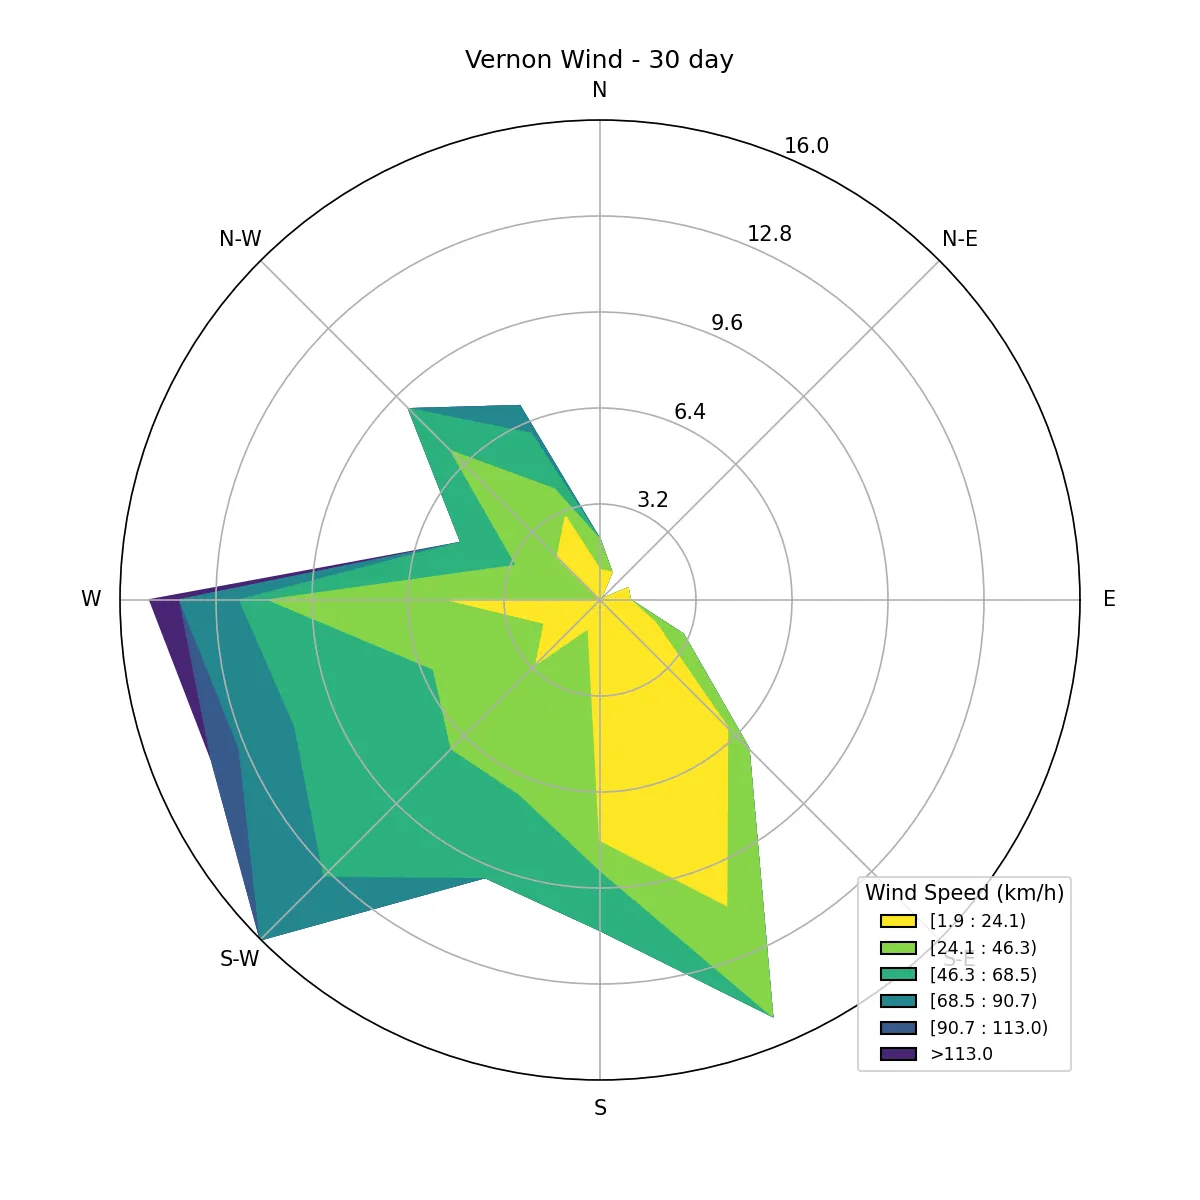 Vernon Wind - 30 day
N
16.0
N-W
12.8
N-E
9.6
6.4
3.2
W
E
S-W
S-E
S
Wind Speed (km/h)
[1.9 : 24.1)
[24.1 : 46.3)
[46.3 : 68.5)
[68.5 : 90.7)
[90.7 : 113.0)
>113.0